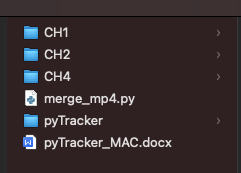 CH1
CH2
CH4
merge_mp4.py
pyTracker
pyTracker_MAC.docx